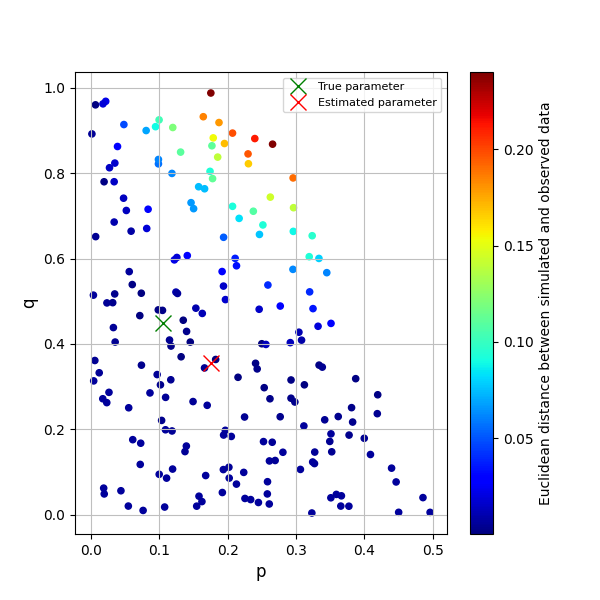 True parameter
Estimated parameter
1.0
0.8
0.6
0.4
0.2
0.0
q
0.0 0.1 0.2 0.3 0.4 0.5
p
0.20
0.15
0.10
0.05
Euclidean distance between simulated and observed data